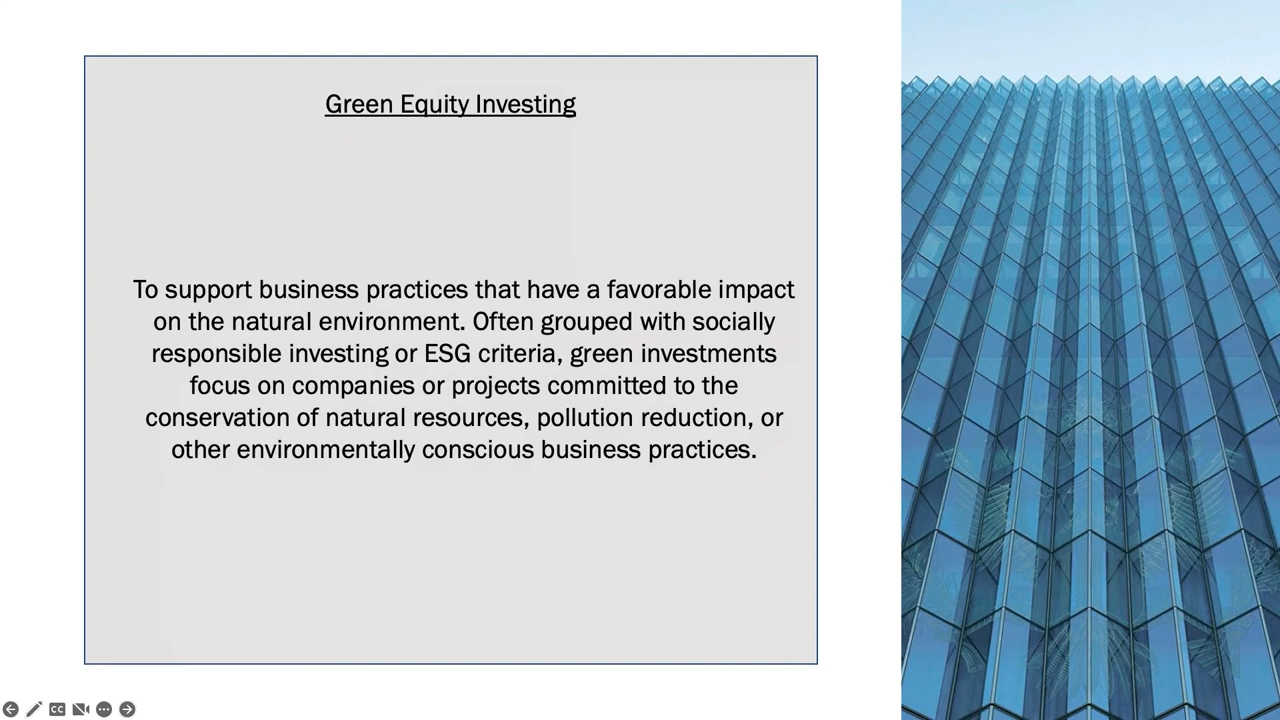 Green Equity Investing
To support business practices that have a favorable impact
on the natural environment. Often grouped with socially
responsible investing or ESG criteria, green investments
focus on companies or projects committed to the
conservation of natural resources, pollution reduction, or
other environmentally conscious business practices.
CC